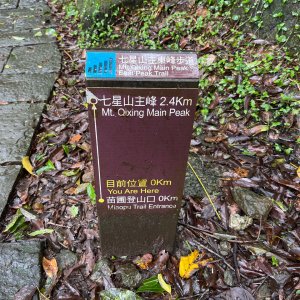 七星山主東峰步道
Mt. Qixing Main Peak
East Peak Trail
七星山主峰 2.4Km
Mt. Qixing Main Peak
目前位置 0Km
You Are Here
苗圃登山口 0Km
Miaopu Trail Entrance